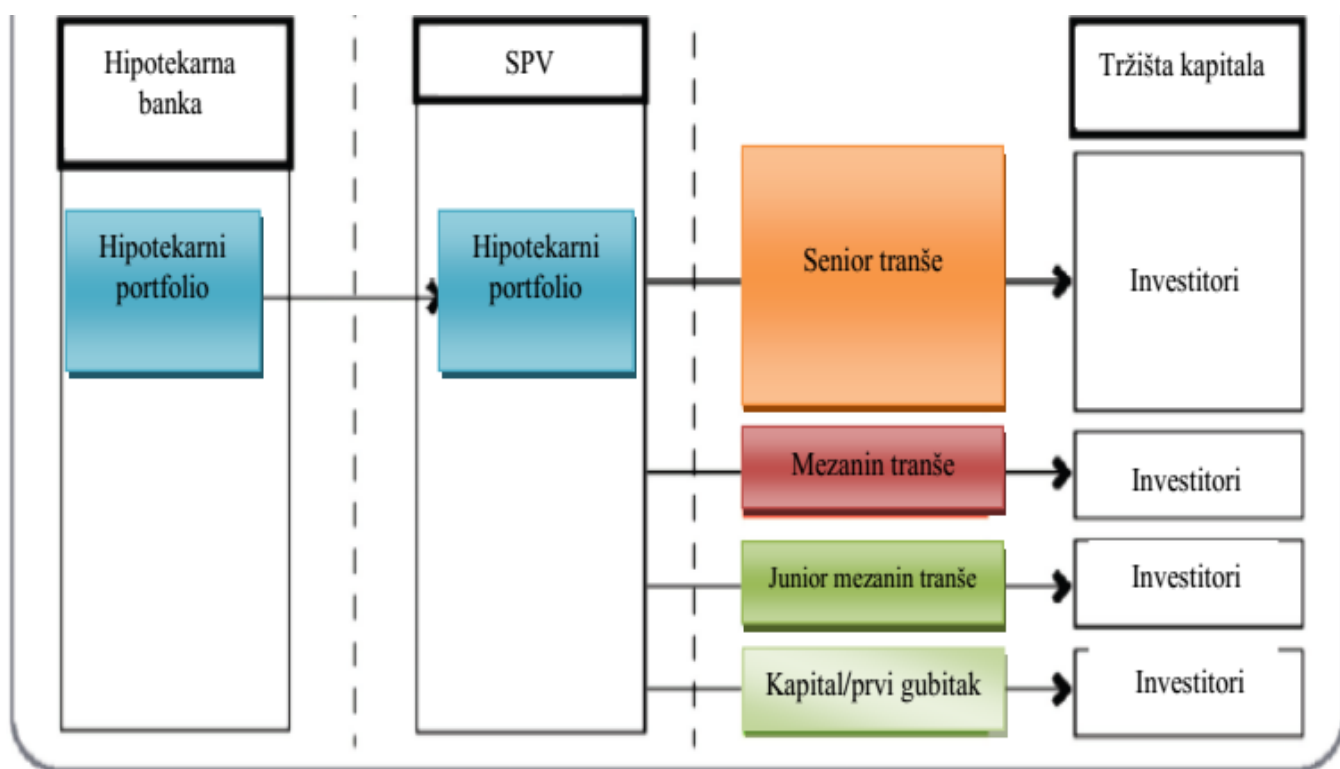 Hipotekarna
banka
SPV
Tržišta kapitala
Hipotekarni
portfolio
Hipotekarni
portfolio
Senior tranše
Investitori
Mezanin tranše
Investitori
Junior mezanin tranše
Investitori
Kapital/prvi gubitak
Investitori